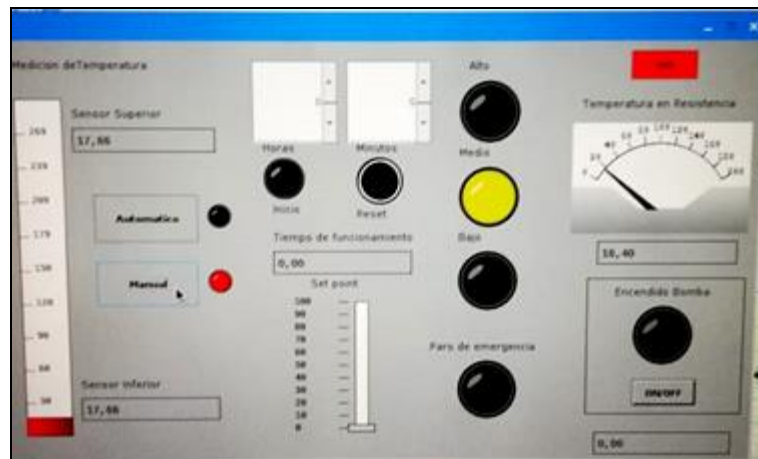 Medicion deTemperatura
Sensor Superior
17,66
Automatico
Manual
Sensor Inferior
17,66
Horas
Minutos
Inicio
Reset
Tiempo de funcionamiento
0,00
Set point
100
90
80
70
60
50
40
30
20
10
0
Alto
Medio
Bajo
Paro de emergencia
Temperatura en Resistencia
18,40
Encendido Bomba
ON/OFF
0,00